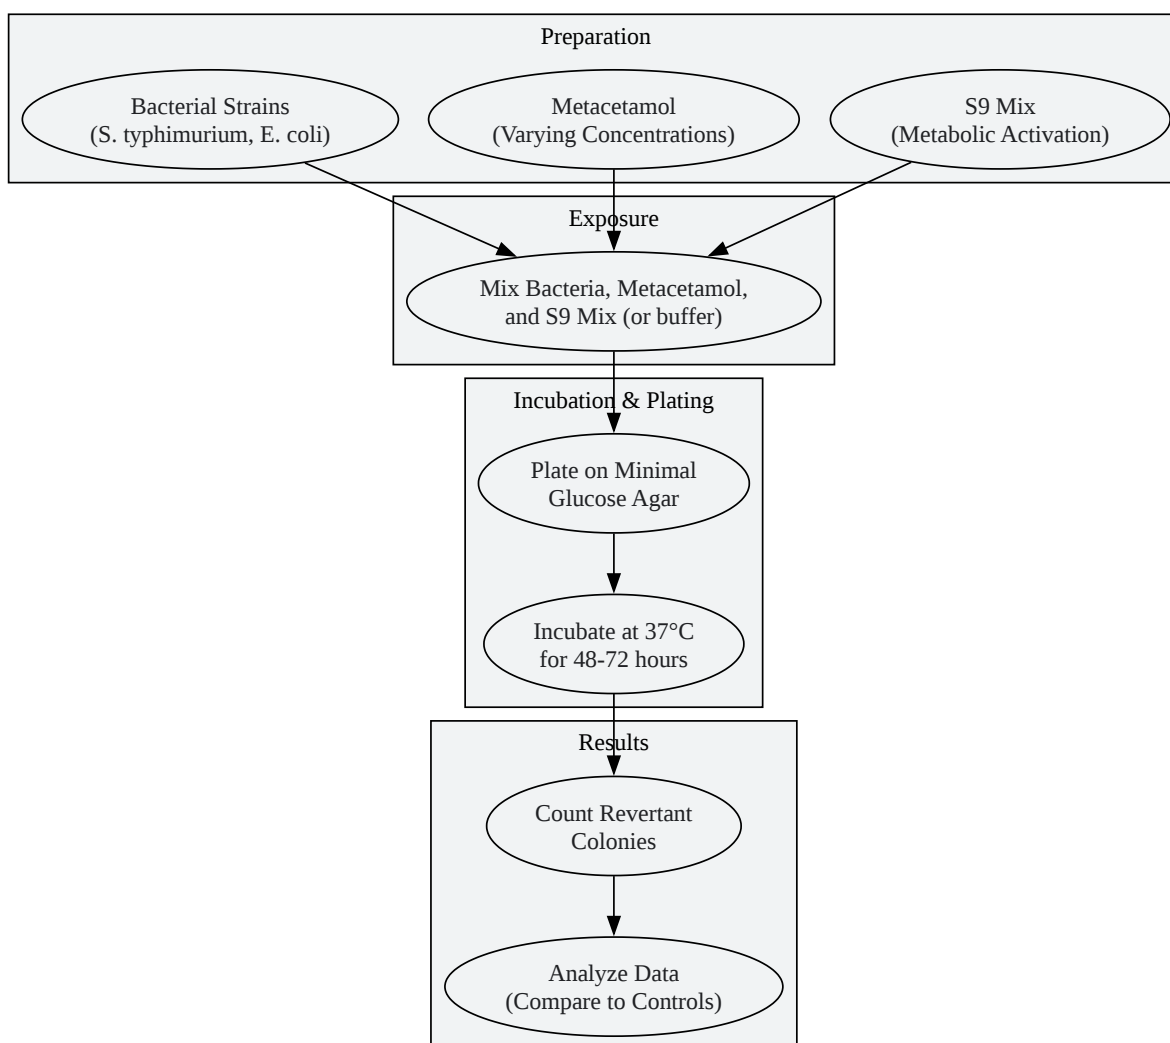 Preparation
Bacterial Strains
(S. typhimurium, E. coli)
Metacetamol
(Varying Concentrations)
S9 Mix
(Metabolic Activation)
Exposure
Mix Bacteria, Metacetamol,
and S9 Mix (or buffer)
Incubation & Plating
Plate on Minimal
Glucose Agar
Incubate at 37°C
for 48-72 hours
Results
Count Revertant
Colonies
Analyze Data
(Compare to Controls)